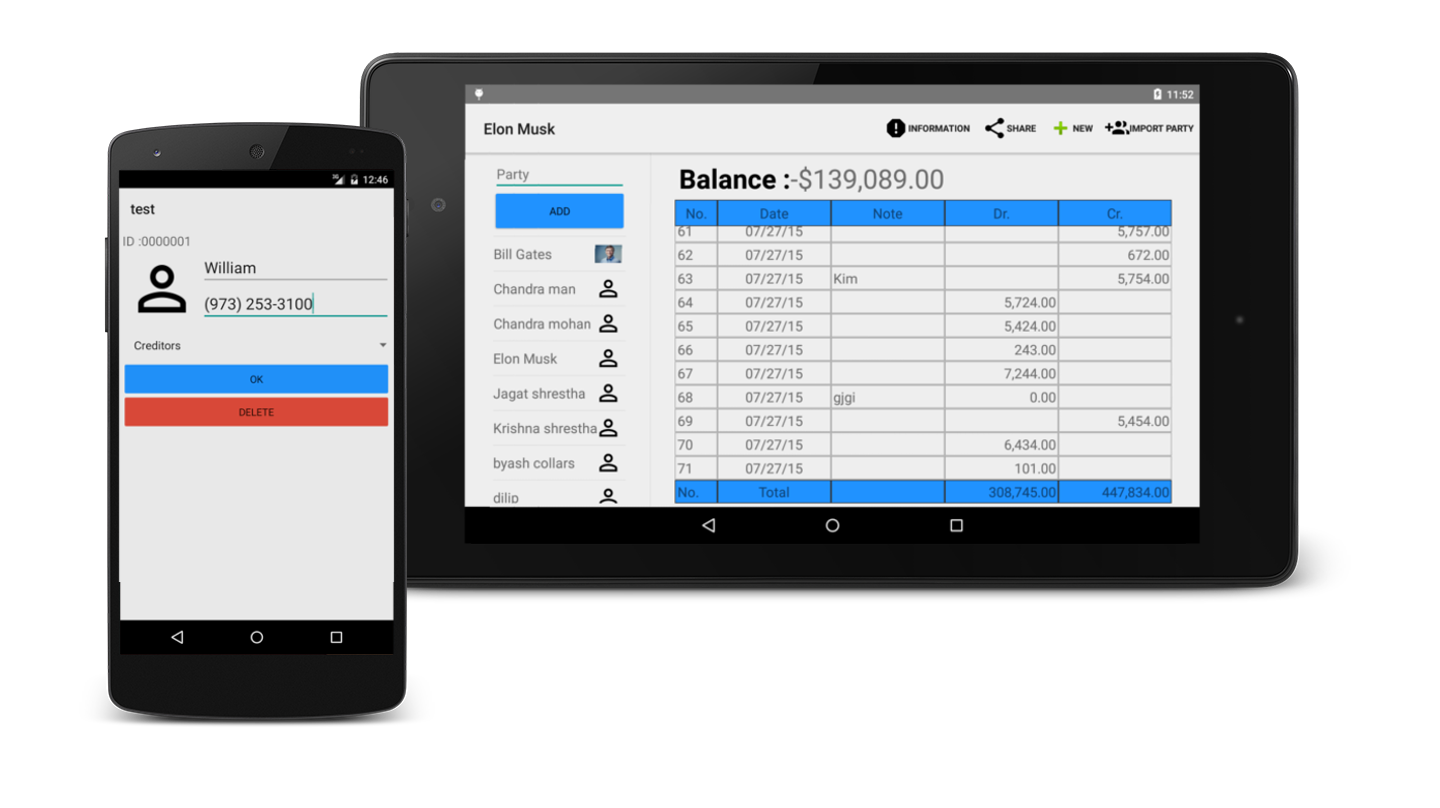 12:46
test
ID :0000001
William
(973) 253-3100
Creditors
OK
DELETE
11:52
Elon Musk INFORMATION SHARE NEW IMPORT PARTY
Party
ADD
Bill Gates
Chandra man
Chandra mohan
Elon Musk
Jagat shrestha
Krishna shrestha
byash collars
dilip
Balance :-$139,089.00
No. Date Note Dr. Cr.
61 07/27/15 5,757.00
62 07/27/15 672.00
63 07/27/15 Kim 5,754.00
64 07/27/15 5,724.00
65 07/27/15 5,424.00
66 07/27/15 243.00
67 07/27/15 7,244.00
68 07/27/15 gjgi 0.00
69 07/27/15 5,454.00
70 07/27/15 6,434.00
71 07/27/15 101.00
No. Total 308,745.00 447,834.00